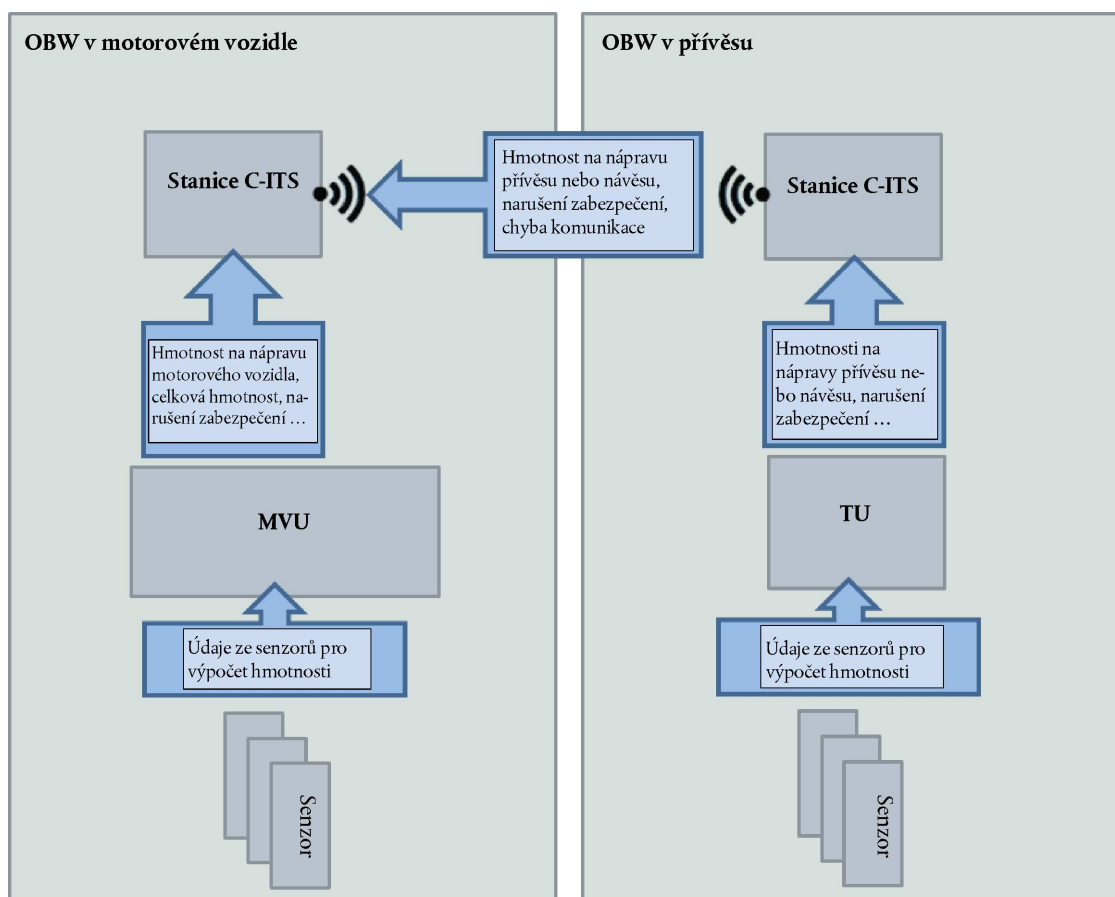 OBW v motorovém vozidle
Stanice C-ITS
Hmotnost na nápravu
motorového vozidla,
celková hmotnost, na-
rušení zabezpečení …
MVU
Údaje ze senzorů pro
výpočet hmotnosti
Senzor
Hmotnost na nápravu
přívěsu nebo návěsu,
narušení zabezpečení,
chyba komunikace
OBW v přívěsu
Stanice C-ITS
Hmotnosti na
nápravy přívěsu ne-
bo návěsu, narušení
zabezpečení …
TU
Údaje ze senzorů pro
výpočet hmotnosti
Senzor